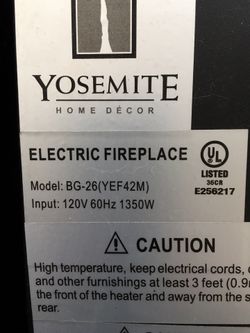 YOSEMITE
HOME DÉCOR
ELECTRIC FIREPLACE
UL
LISTED
36CR
E256217
Model: BG-26(YEF42M)
Input: 120V 60Hz 1350W
CAUTION
High temperature, keep electrical cords,
and other furnishings at least 3 feet (0.9
the front of the heater and away from the s
rear.